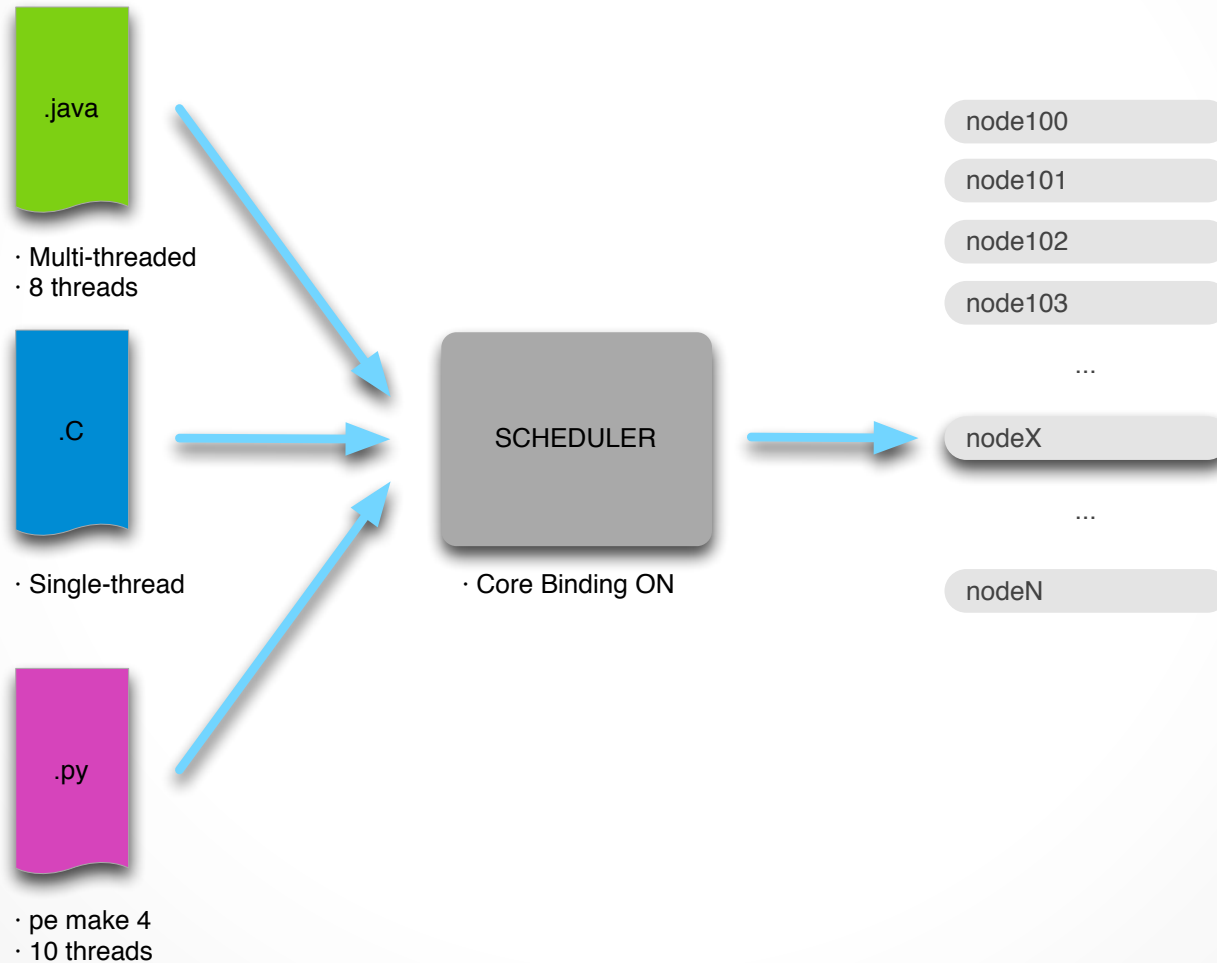 .java
· Multi-threaded
· 8 threads
.C
· Single-thread
.py
· pe make 4
· 10 threads
SCHEDULER
· Core Binding ON
node100
node101
node102
node103
...
nodeX
...
nodeN